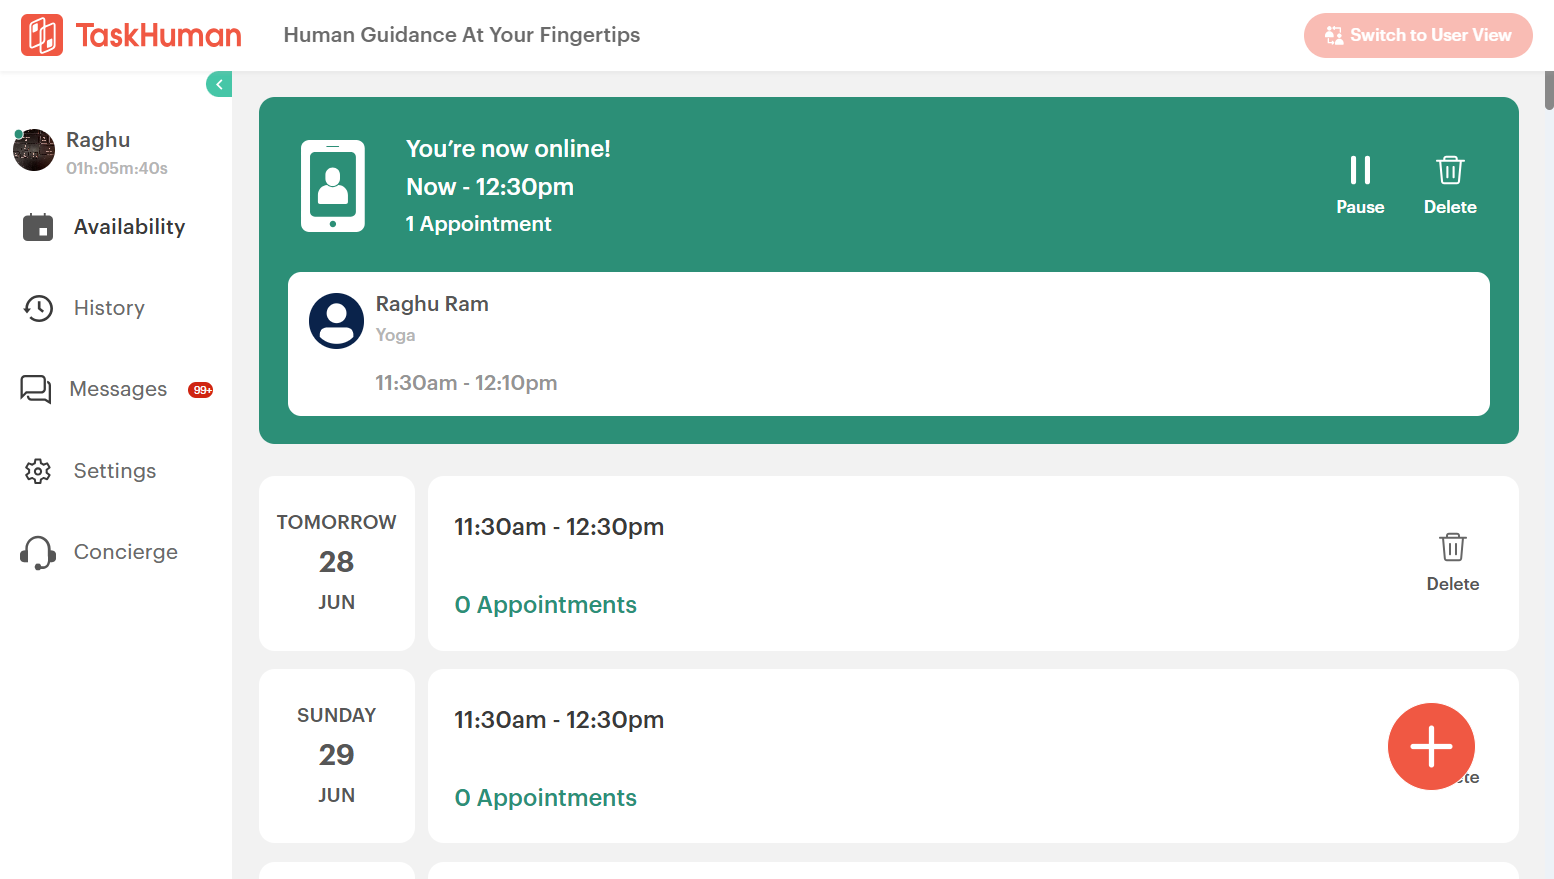 TaskHuman
Human Guidance At Your Fingertips
Switch to User View
Raghu
01h:05m:40s
Availability
History
Messages
99+
Settings
Concierge
You’re now online!
Now - 12:30pm
1 Appointment
Pause
Delete
Raghu Ram
Yoga
11:30am - 12:10pm
TOMORROW
28
JUN
11:30am - 12:30pm
0 Appointments
Delete
SUNDAY
29
JUN
11:30am - 12:30pm
0 Appointments